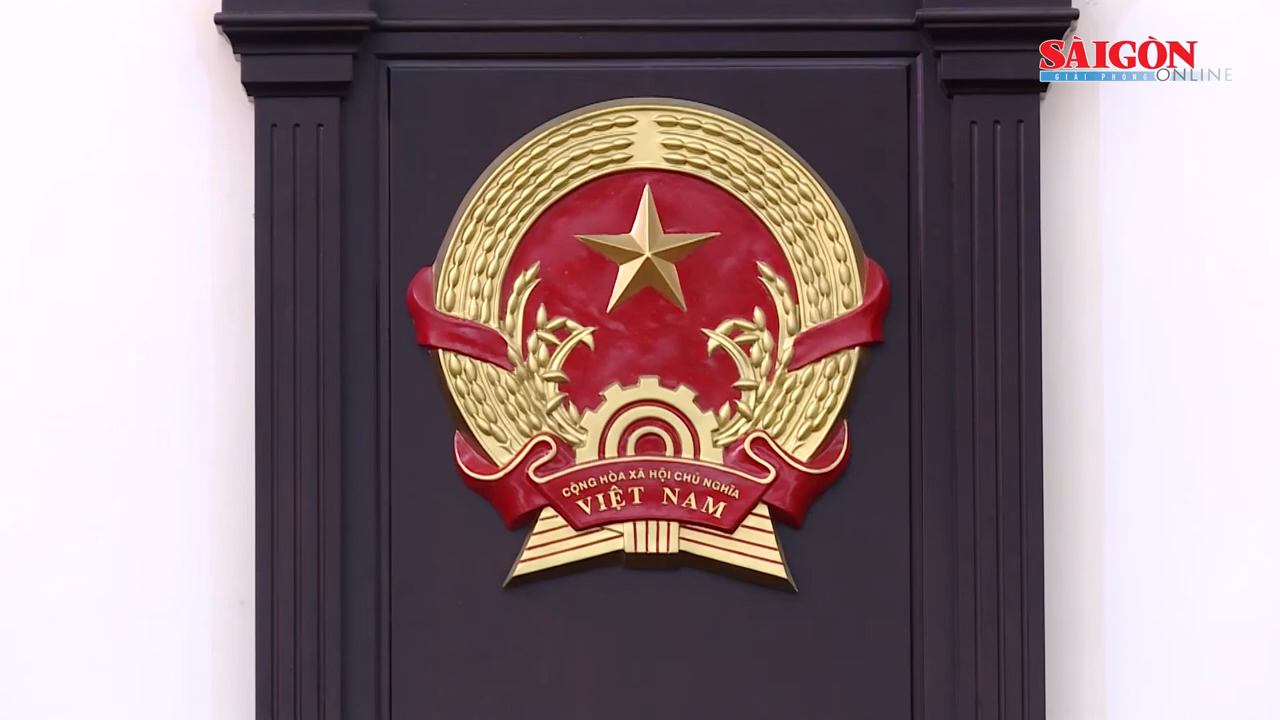 SÀIGÒN
GIẢI PHÓNG ONLINE
CỘNG HÒA XÃ HỘI CHỦ NGHĨA
VIỆT NAM